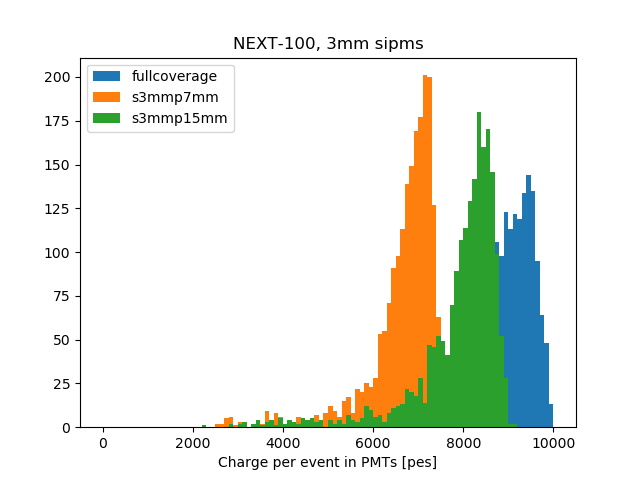 NEXT-100, 3mm sipms
fullcoverage
s3mmp7mm
s3mmp15mm
200
175
150
125
100
75
50
25
0
0 2000 4000 6000 8000 10000
Charge per event in PMTs [pes]